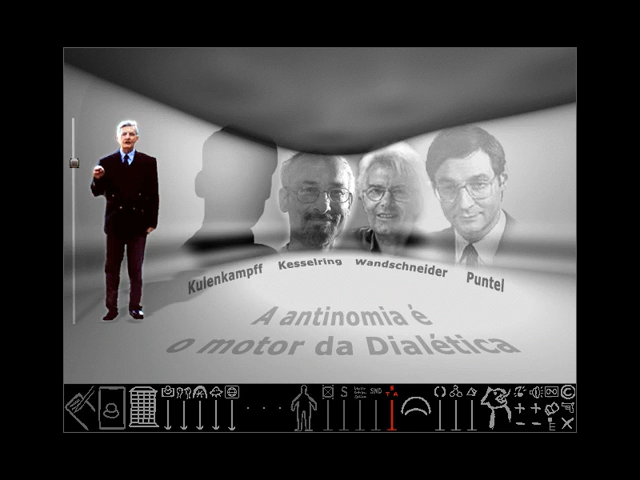 Kulenkampff Kesselring Wandschneider Puntel
A antinomia é
o motor da Dialética
S
©